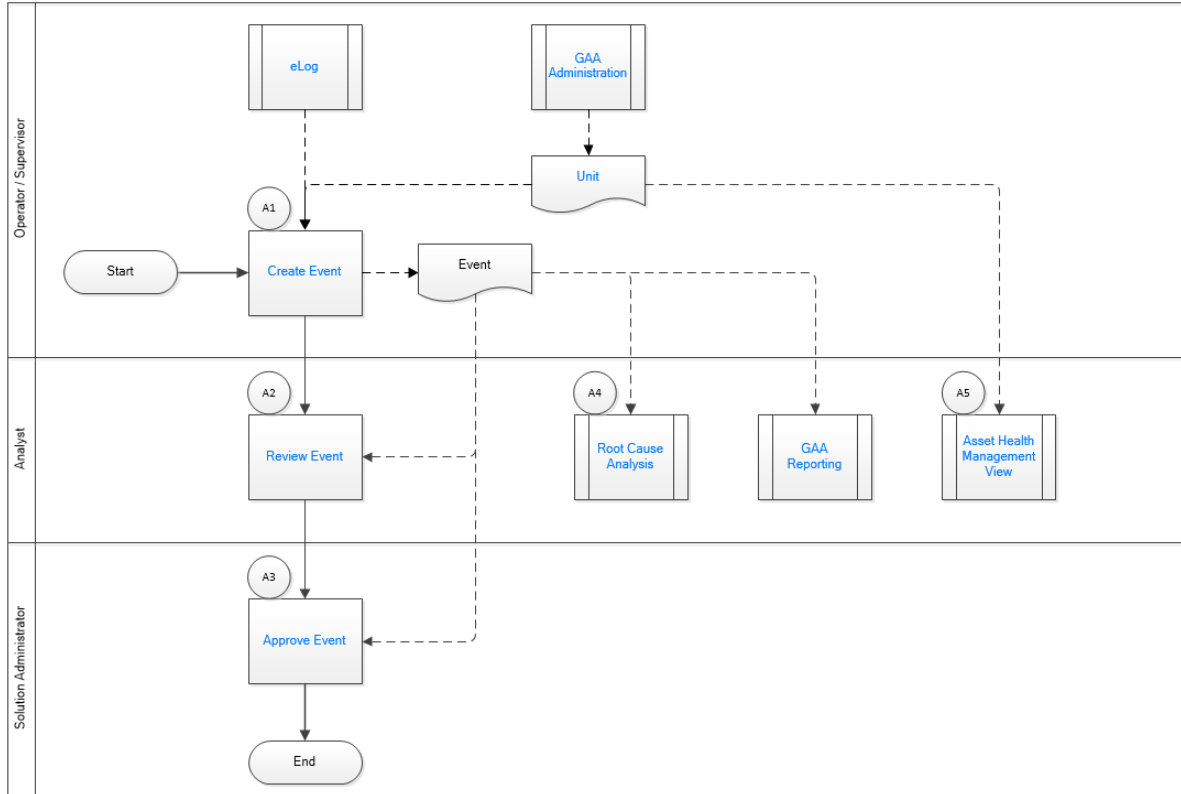 Operator / Supervisor
eLog
GAA
Administration
Unit
A1
Start
Create Event
Event
Analyst
A2
Review Event
A4
Root Cause
Analysis
GAA
Reporting
A5
Asset Health
Management
View
Solution Administrator
A3
Approve Event
End